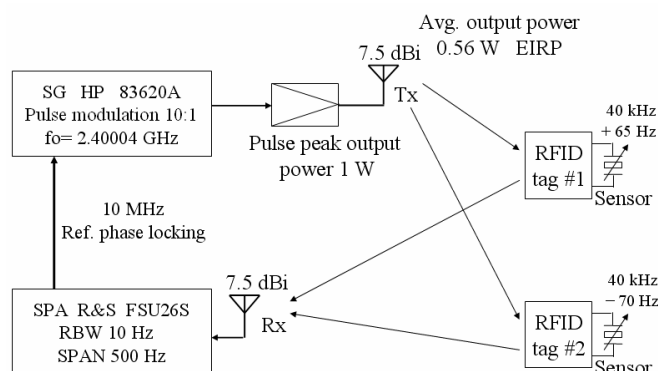 Avg. output power
0.56 W EIRP
7.5 dBi
Tx
SG HP 83620A
Pulse modulation 10:1
fo= 2.40004 GHz
Pulse peak output
power 1 W
40 kHz
+ 65 Hz
RFID
tag #1
Sensor
10 MHz
Ref. phase locking
7.5 dBi
Rx
SPA R&S FSU26S
RBW 10 Hz
SPAN 500 Hz
40 kHz
− 70 Hz
RFID
tag #2
Sensor